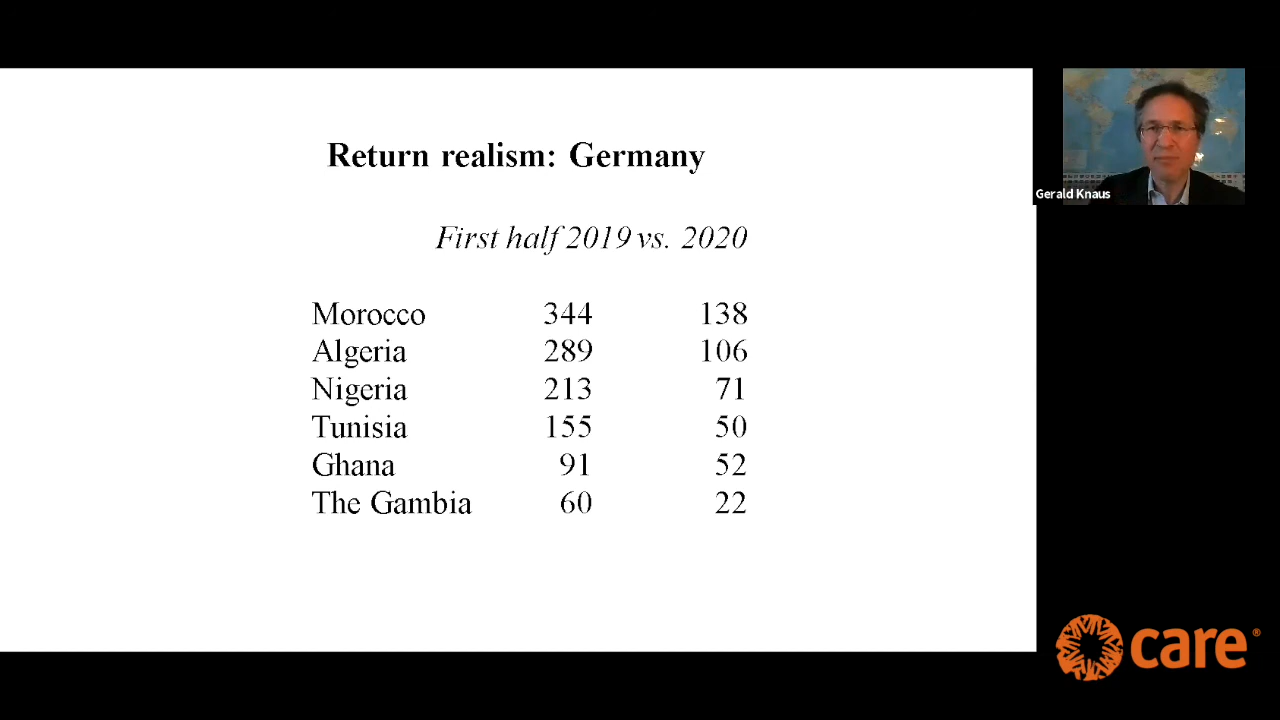 Return realism: Germany
First half 2019 vs. 2020
Morocco 344 138
Algeria 289 106
Nigeria 213 71
Tunisia 155 50
Ghana 91 52
The Gambia 60 22
Gerald Knaus
care®